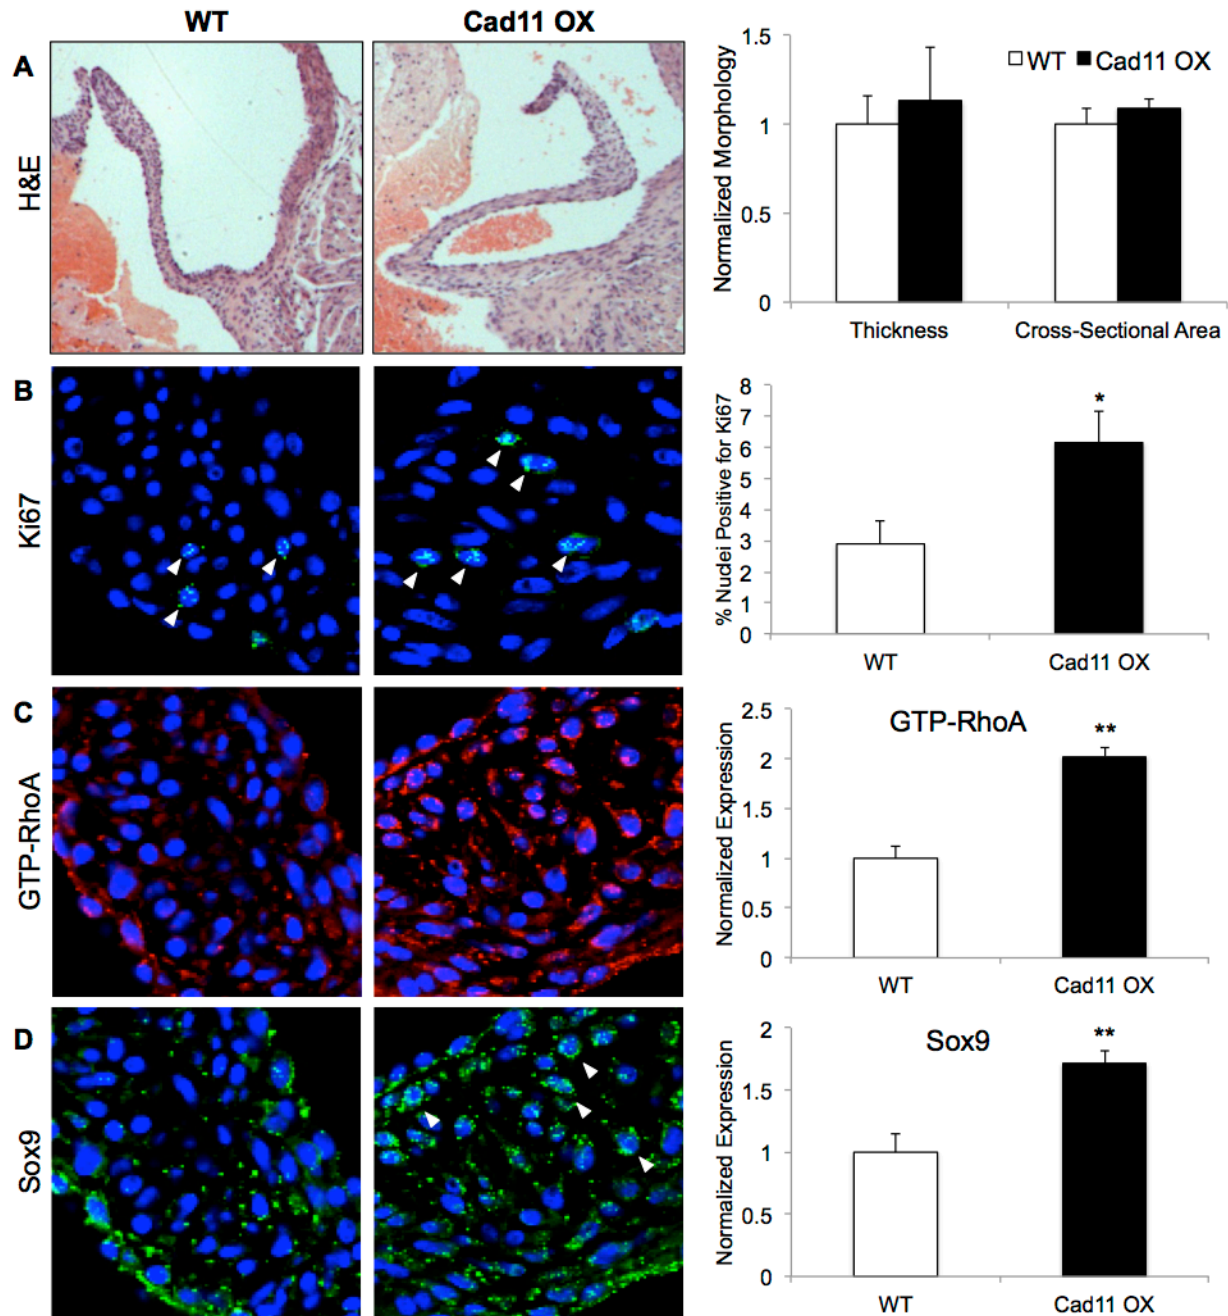 WT
Cad11 OX
A
H&E
1.5
1
0.5
0
Normalized Morphology
WT
Cad11 OX
Thickness
Cross-Sectional Area
B
Ki67
8
7
6
5
4
3
2
1
0
% Nudei Positive for Ki67
*
WT
Cad11 OX
C
GTP-RhoA
2.5
2
1
0.5
0
Normalized Expression
GTP-RhoA
**
WT
Cad11 OX
D
Sox9
2
1.5
1
0.5
0
Normalized Expression
Sox9
**
WT
Cad11 OX